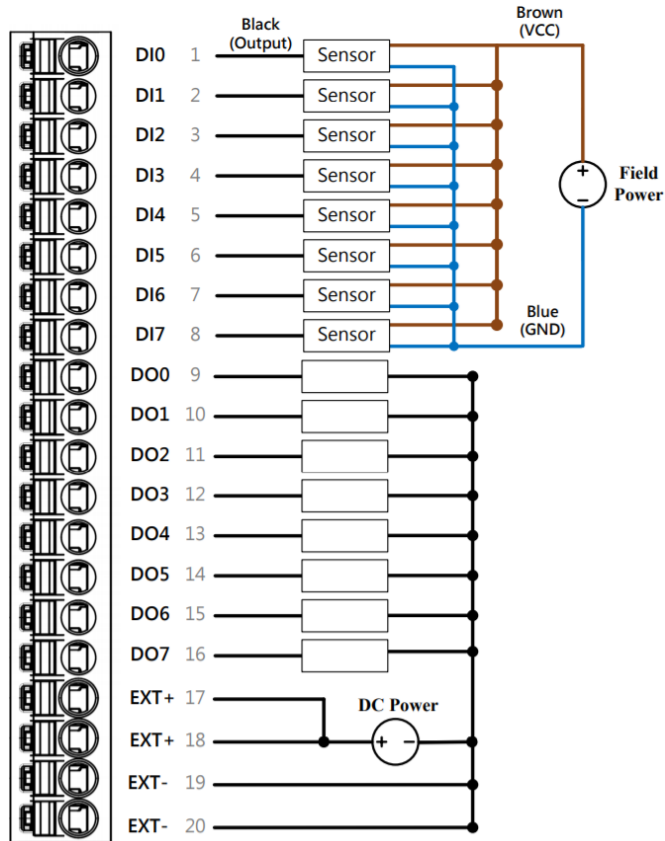 Black
(Output)
Brown
(VCC)
DI0 1 Sensor
DI1 2 Sensor
DI2 3 Sensor
DI3 4 Sensor
+
Field
Power
−
DI4 5 Sensor
DI5 6 Sensor
DI6 7 Sensor
Blue
(GND)
DI7 8 Sensor
DO0 9
DO1 10
DO2 11
DO3 12
DO4 13
DO5 14
DO6 15
DO7 16
EXT+ 17
DC Power
EXT+ 18 + −
EXT- 19
EXT- 20